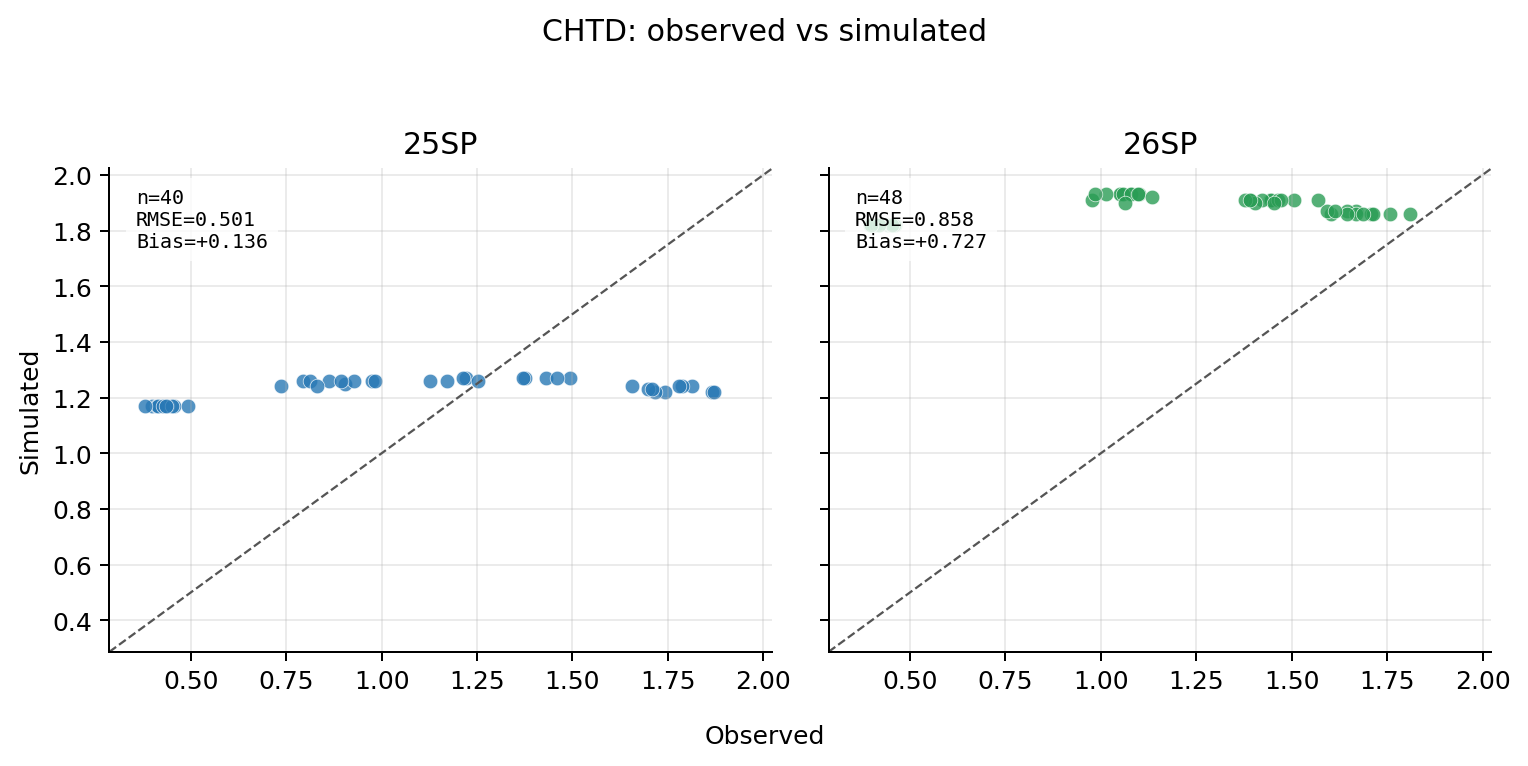 CHTD: observed vs simulated
25SP
26SP
n=40
RMSE=0.501
Bias=+0.136
n=48
RMSE=0.858
Bias=+0.727
2.0
1.8
1.6
1.4
1.2
1.0
0.8
0.6
0.4
Simulated
0.50 0.75 1.00 1.25 1.50 1.75 2.00
0.50 0.75 1.00 1.25 1.50 1.75 2.00
Observed